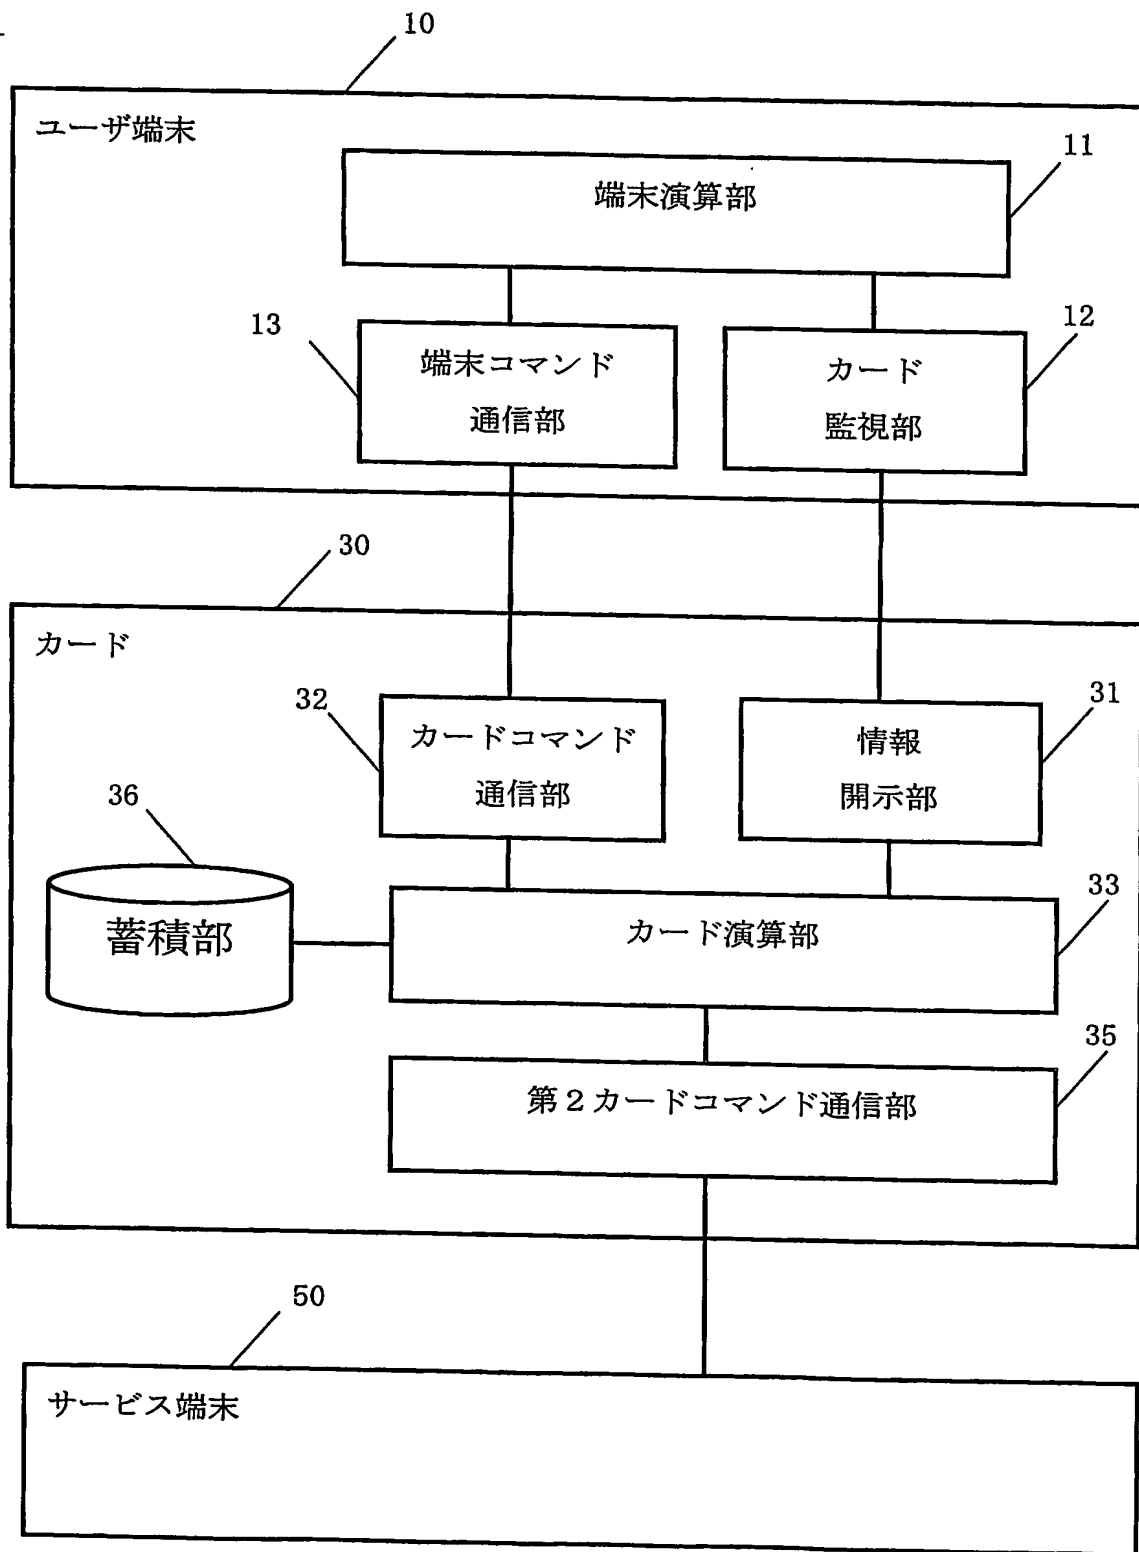 10
ユーザ端末
11
端末演算部
13
12
端末コマンド
通信部
カード
監視部
30
カード
32
31
カードコマンド
通信部
情報
開示部
36
33
蓄積部
カード演算部
35
第2カードコマンド通信部
50
サービス端末